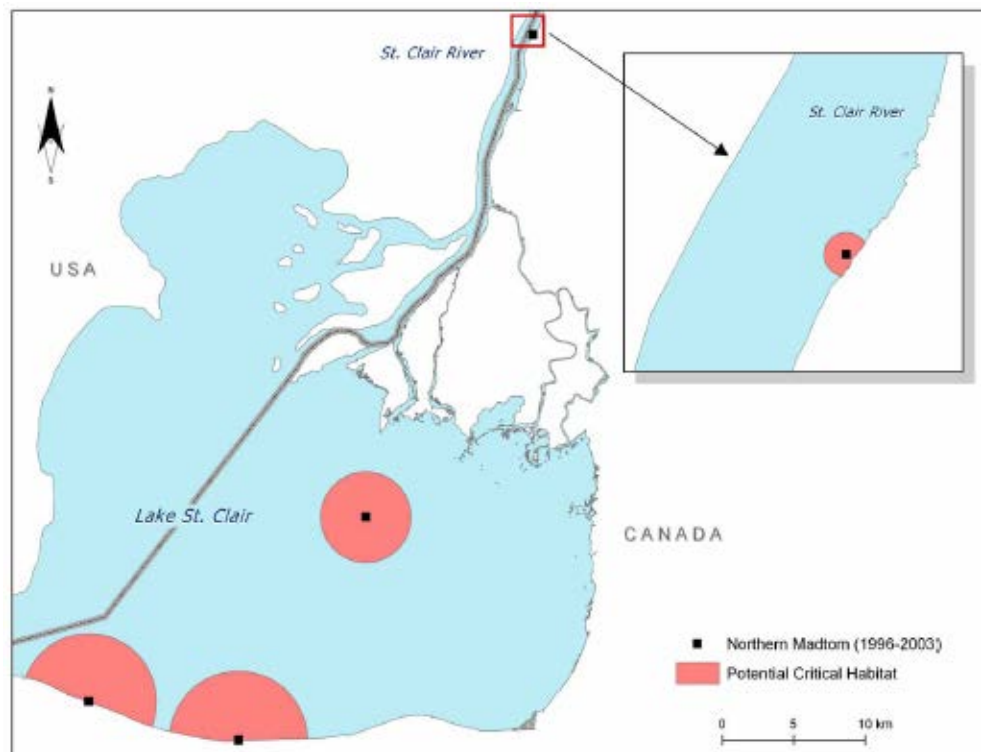 St. Clair River
N
S
St. Clair River
USA
Lake St. Clair
CANADA
Northern Madtom (1996-2003)
Potential Critical Habitat
0 5 10 km